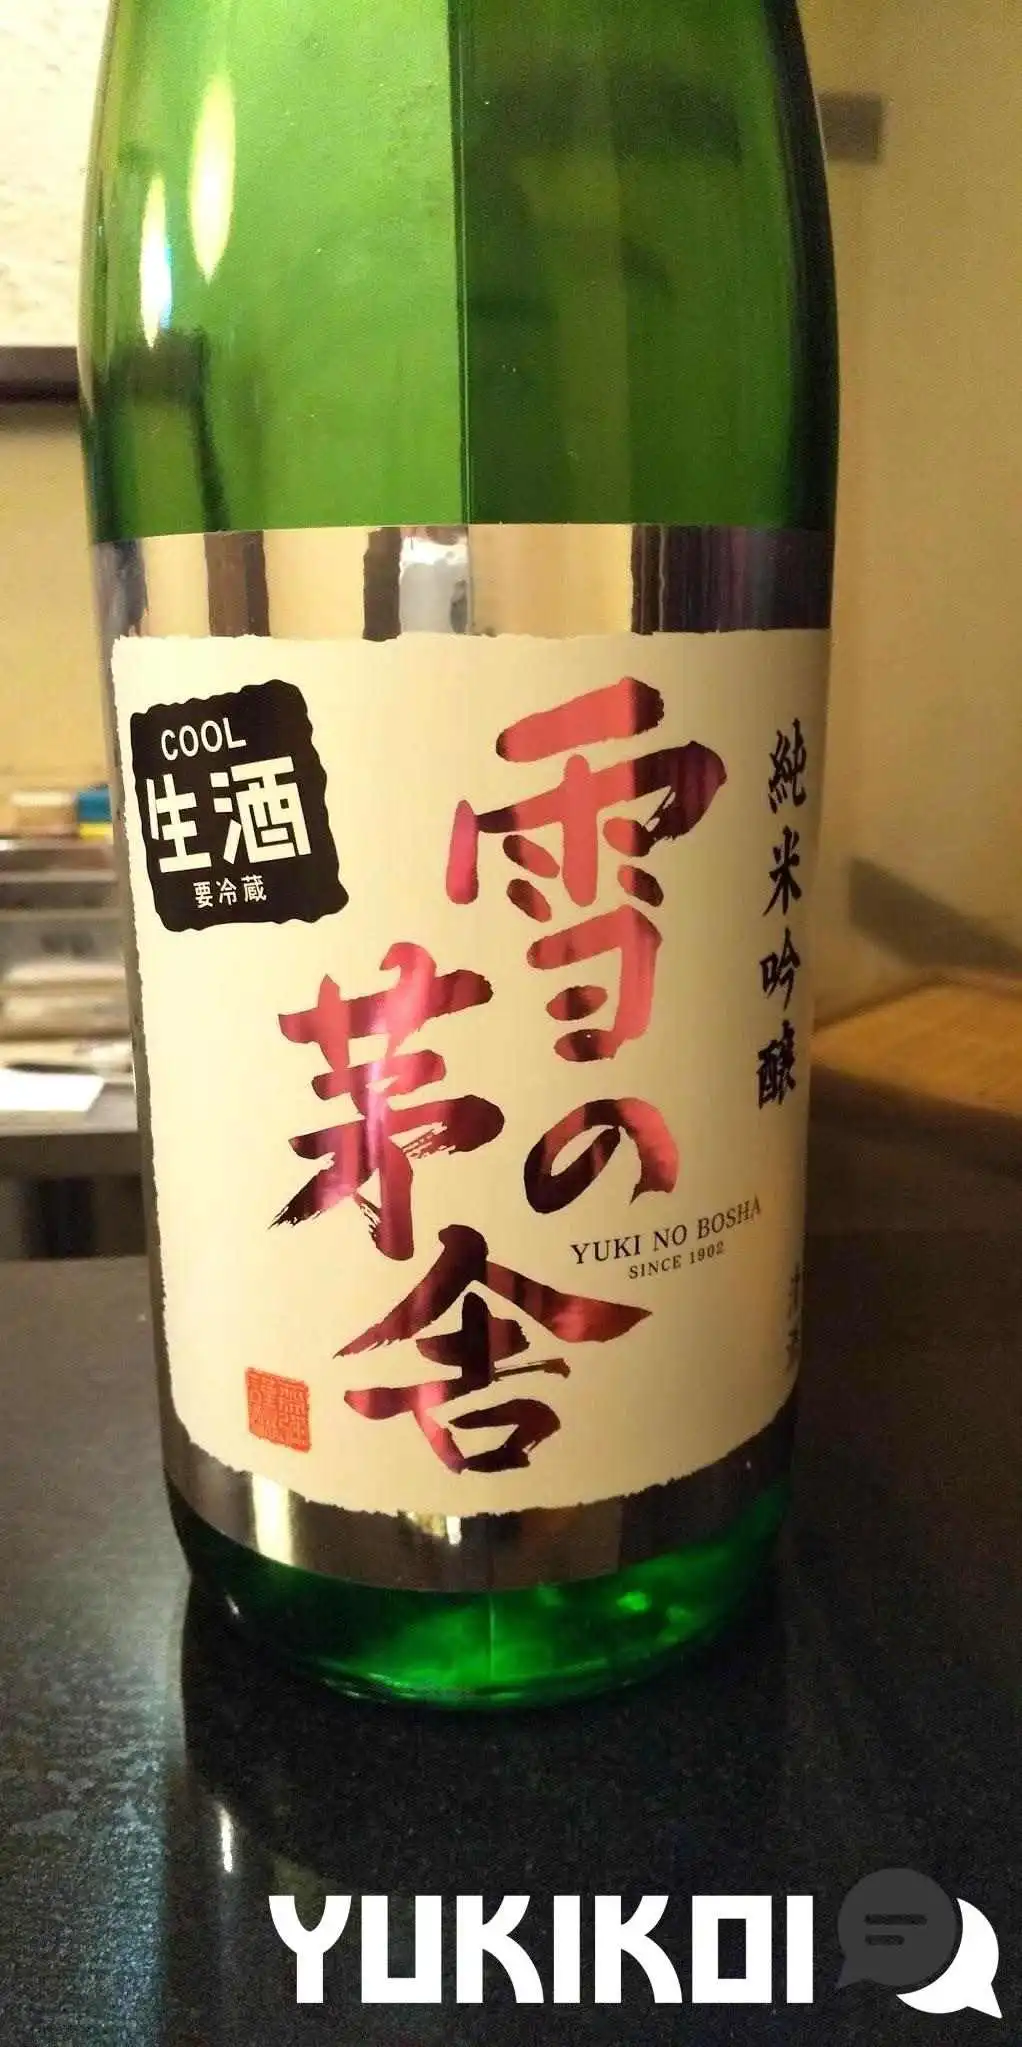 純米吟醸
雪の
茅舎
YUKI NO BOSHA
SINCE 1902
COOL
生酒
要冷蔵
YUKIKOI